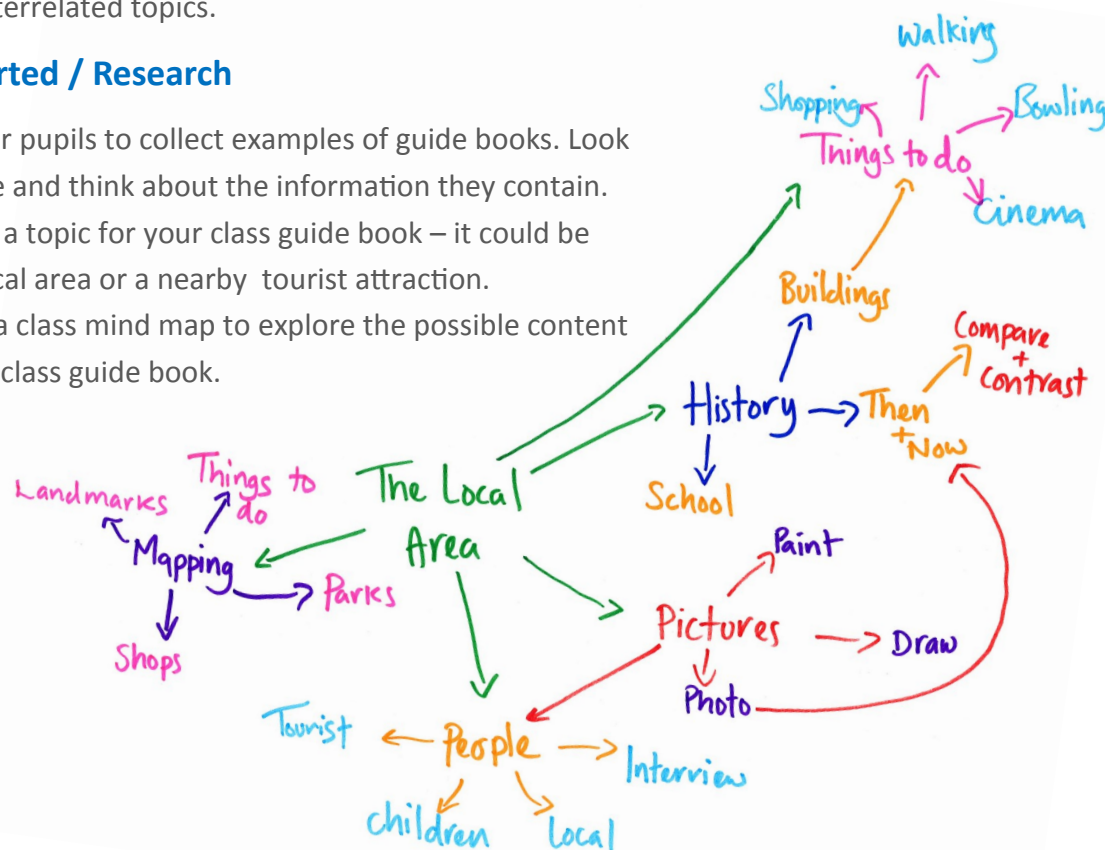 terrelated topics.
rted / Research
r pupils to collect examples of guide books. Look
e and think about the information they contain.
a topic for your class guide book – it could be
cal area or a nearby tourist attraction.
a class mind map to explore the possible content
class guide book.
Walking
Shopping
Bowling
Things to do
Cinema
Buildings
Compare
+
Contrast
History
Then
+Now
School
The Local
Area
Things to
do
Landmarks
Mapping
Parks
Shops
Paint
Pictures
Draw
Photo
Tourist
People
Interview
Children
Local